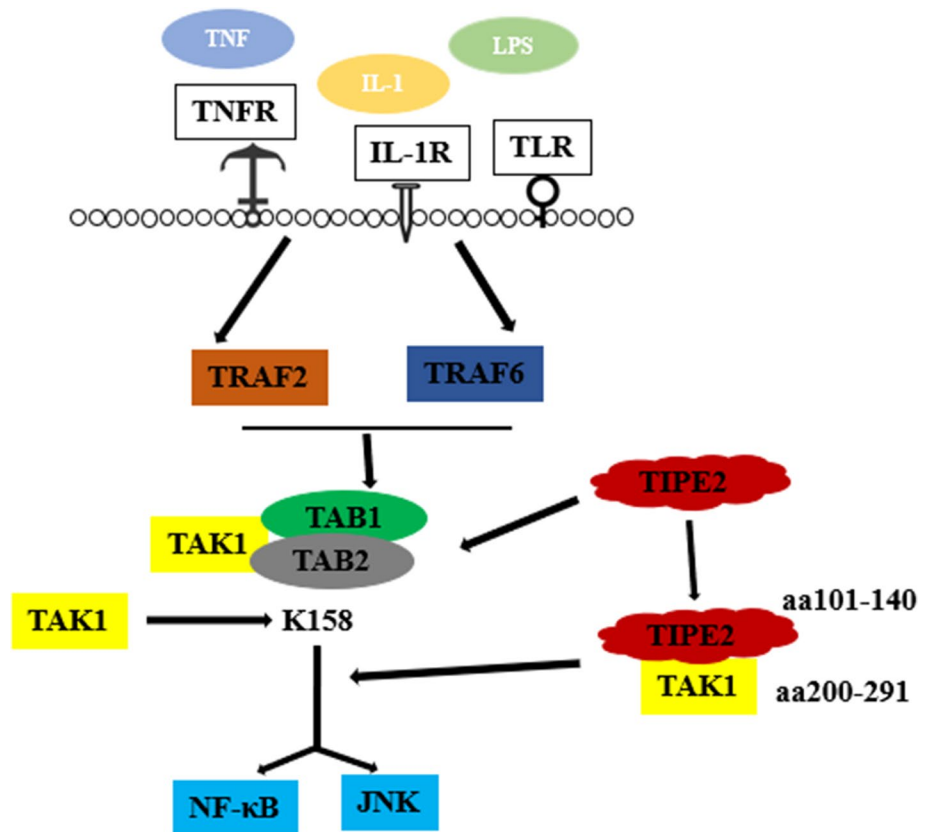 TNF
LPS
IL-1
TNFR
IL-1R
TLR
TRAF2
TRAF6
TIPE2
TAB1
TAK1
TAB2
aa101-140
TAK1
K158
TIPE2
TAK1
aa200-291
NF-κB
JNK